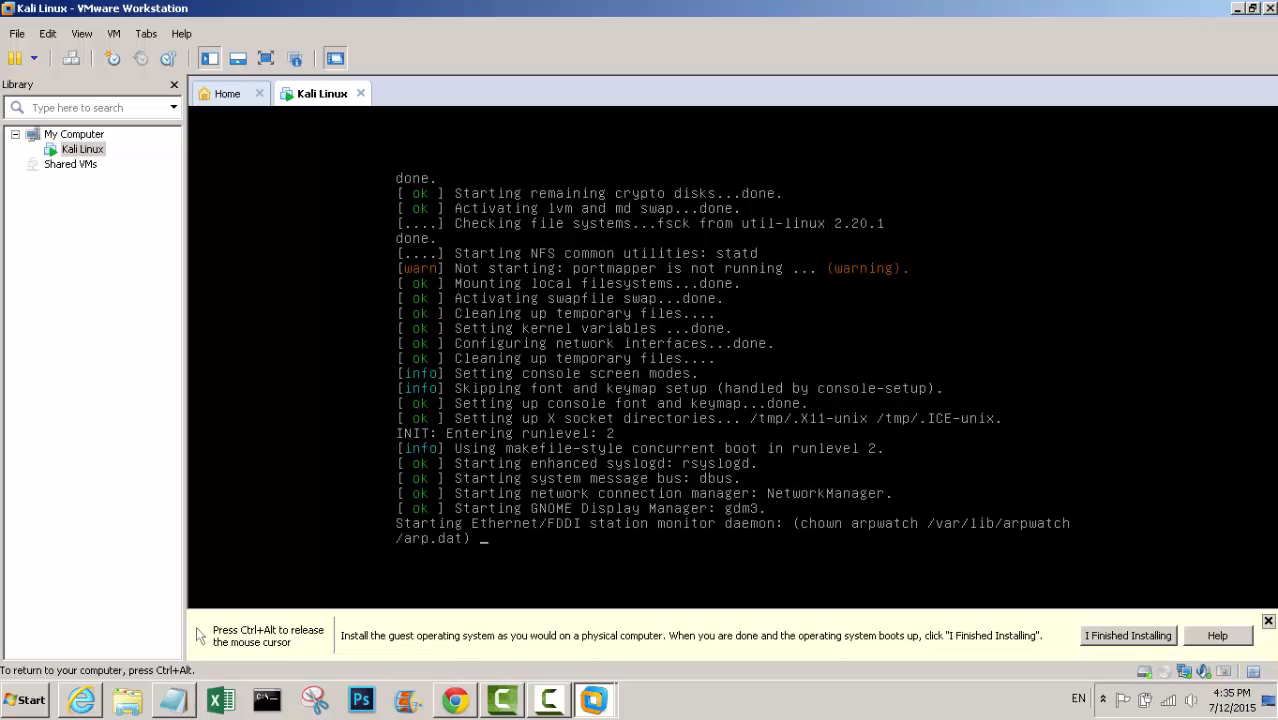 Kali Linux - VMware Workstation
File Edit View VM Tabs Help
Library
Type here to search
My Computer
Kali Linux
Shared VMs
Home
Kali Linux
done.
[ ok ] Starting remaining crypto disks...done.
[ ok ] Activating lvm and md swap...done.
[....] Checking file systems...fsck from util-linux 2.20.1
done.
[....] Starting NFS common utilities: statd
[warn] Not starting: portmapper is not running ... (warning).
[ ok ] Mounting local filesystems...done.
[ ok ] Activating swapfile swap...done.
[ ok ] Cleaning up temporary files....
[ ok ] Setting kernel variables ...done.
[ ok ] Configuring network interfaces...done.
[ ok ] Cleaning up temporary files....
[info] Setting console screen modes.
[info] Skipping font and keymap setup (handled by console-setup).
[ ok ] Setting up console font and keymap...done.
[ ok ] Setting up X socket directories... /tmp/.X11-unix /tmp/.ICE-unix.
INIT: Entering runlevel: 2
[info] Using makefile-style concurrent boot in runlevel 2.
[ ok ] Starting enhanced syslogd: rsyslogd.
[ ok ] Starting system message bus: dbus.
[ ok ] Starting network connection manager: NetworkManager.
[ ok ] Starting GNOME Display Manager: gdm3.
Starting Ethernet/FDDI station monitor daemon: (chown arpwatch /var/lib/arpwatch
/arp.dat) _
Press Ctrl+Alt to release
the mouse cursor
Install the guest operating system as you would on a physical computer. When you are done and the operating system boots up, click "I Finished Installing".
I Finished Installing
Help
To return to your computer, press Ctrl+Alt.
Start
Ps
EN
4:35 PM
7/12/2015